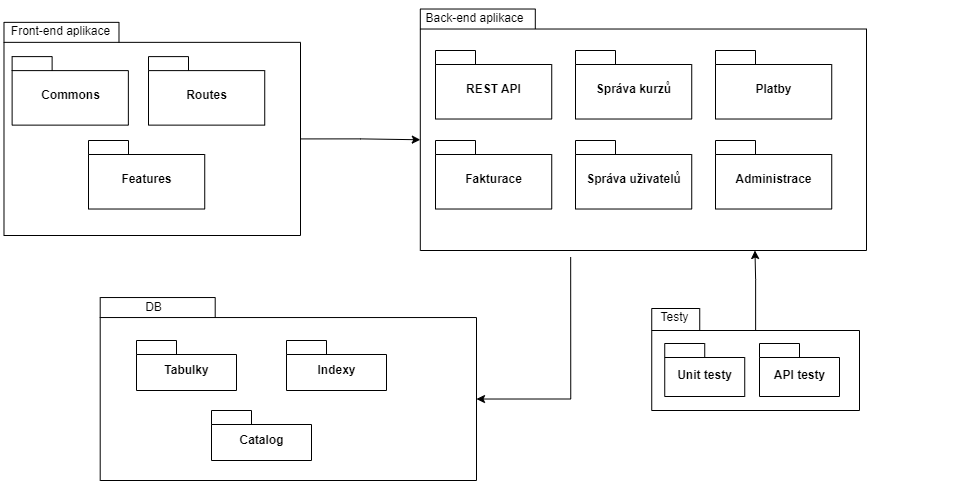 Front-end aplikace
Commons
Routes
Features
Back-end aplikace
REST API
Správa kurzů
Platby
Fakturace
Správa uživatelů
Administrace
DB
Tabulky
Indexy
Catalog
Testy
Unit testy
API testy